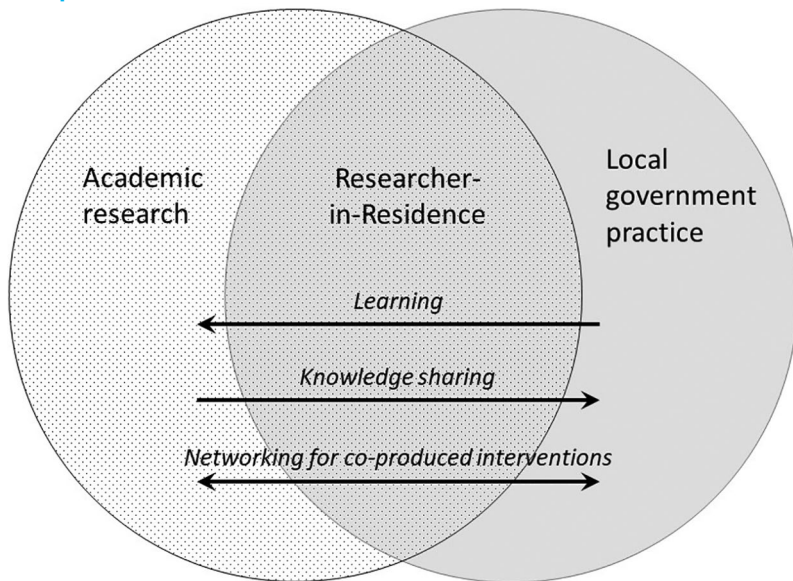 Academic
research
Researcher-
in-Residence
Local
government
practice
Learning
Knowledge sharing
Networking for co-produced interventions